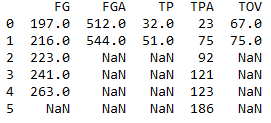 FG FGA TP TPA TOV
0 197.0 512.0 32.0 23 67.0
1 216.0 544.0 51.0 75 75.0
2 223.0 NaN NaN 92 NaN
3 241.0 NaN NaN 121 NaN
4 263.0 NaN NaN 123 NaN
5 NaN NaN NaN 186 NaN